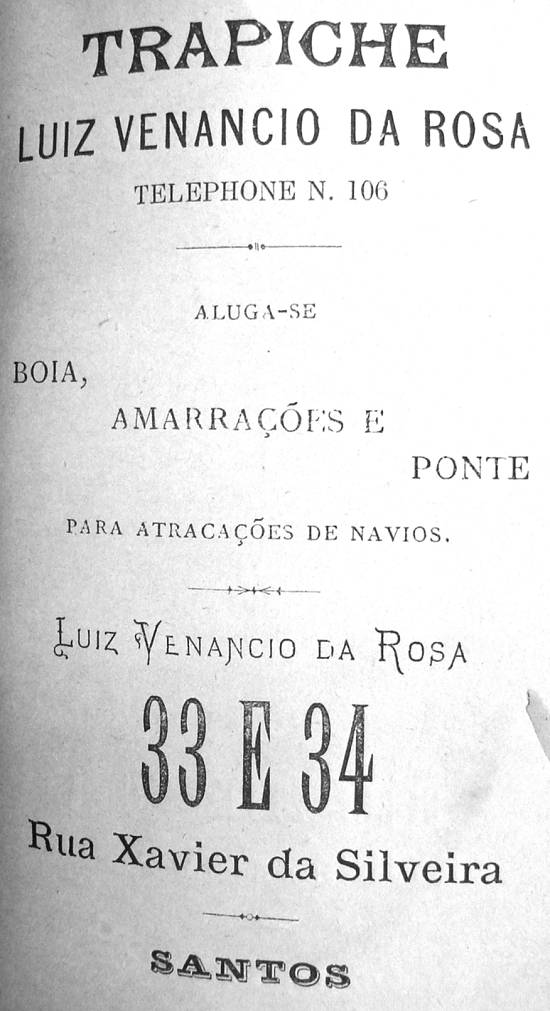 TRAPICHE
LUIZ VENANCIO DA ROSA
TELEPHONE N. 106
ALUGA-SE
BOIA,
AMARRAÇÕES E
PONTE
PARA ATRACAÇÕES DE NAVIOS.
LUIZ VENANCIO DA ROSA
33 E 34
Rua Xavier da Silveira
SANTOS